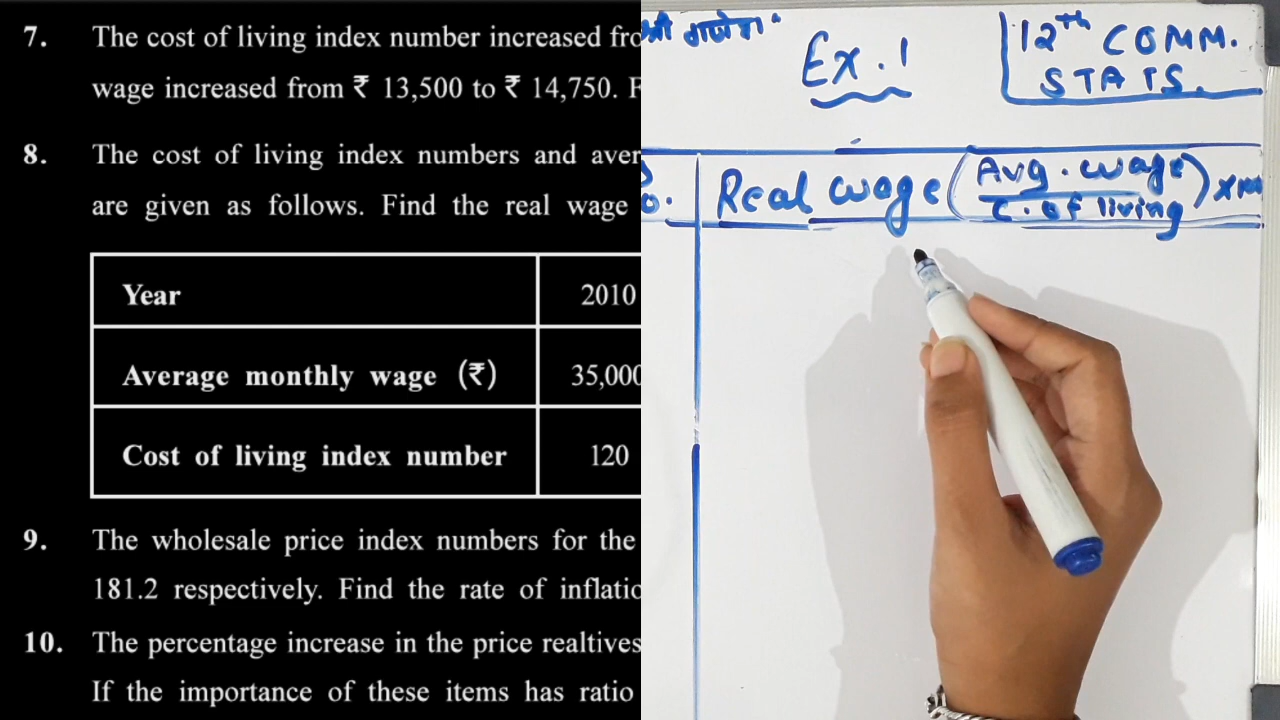 7. The cost of living index number increased fro
wage increased from ₹ 13,500 to ₹ 14,750. F
8. The cost of living index numbers and aver
are given as follows. Find the real wage
Year 2010
Average monthly wage (₹) 35,000
Cost of living index number 120
9. The wholesale price index numbers for the
181.2 respectively. Find the rate of inflatio
10. The percentage increase in the price realtives
If the importance of these items has ratio
Ex.1
12th COMM.
STATS.
o. Real wage (Avg. wage
C. of living) x